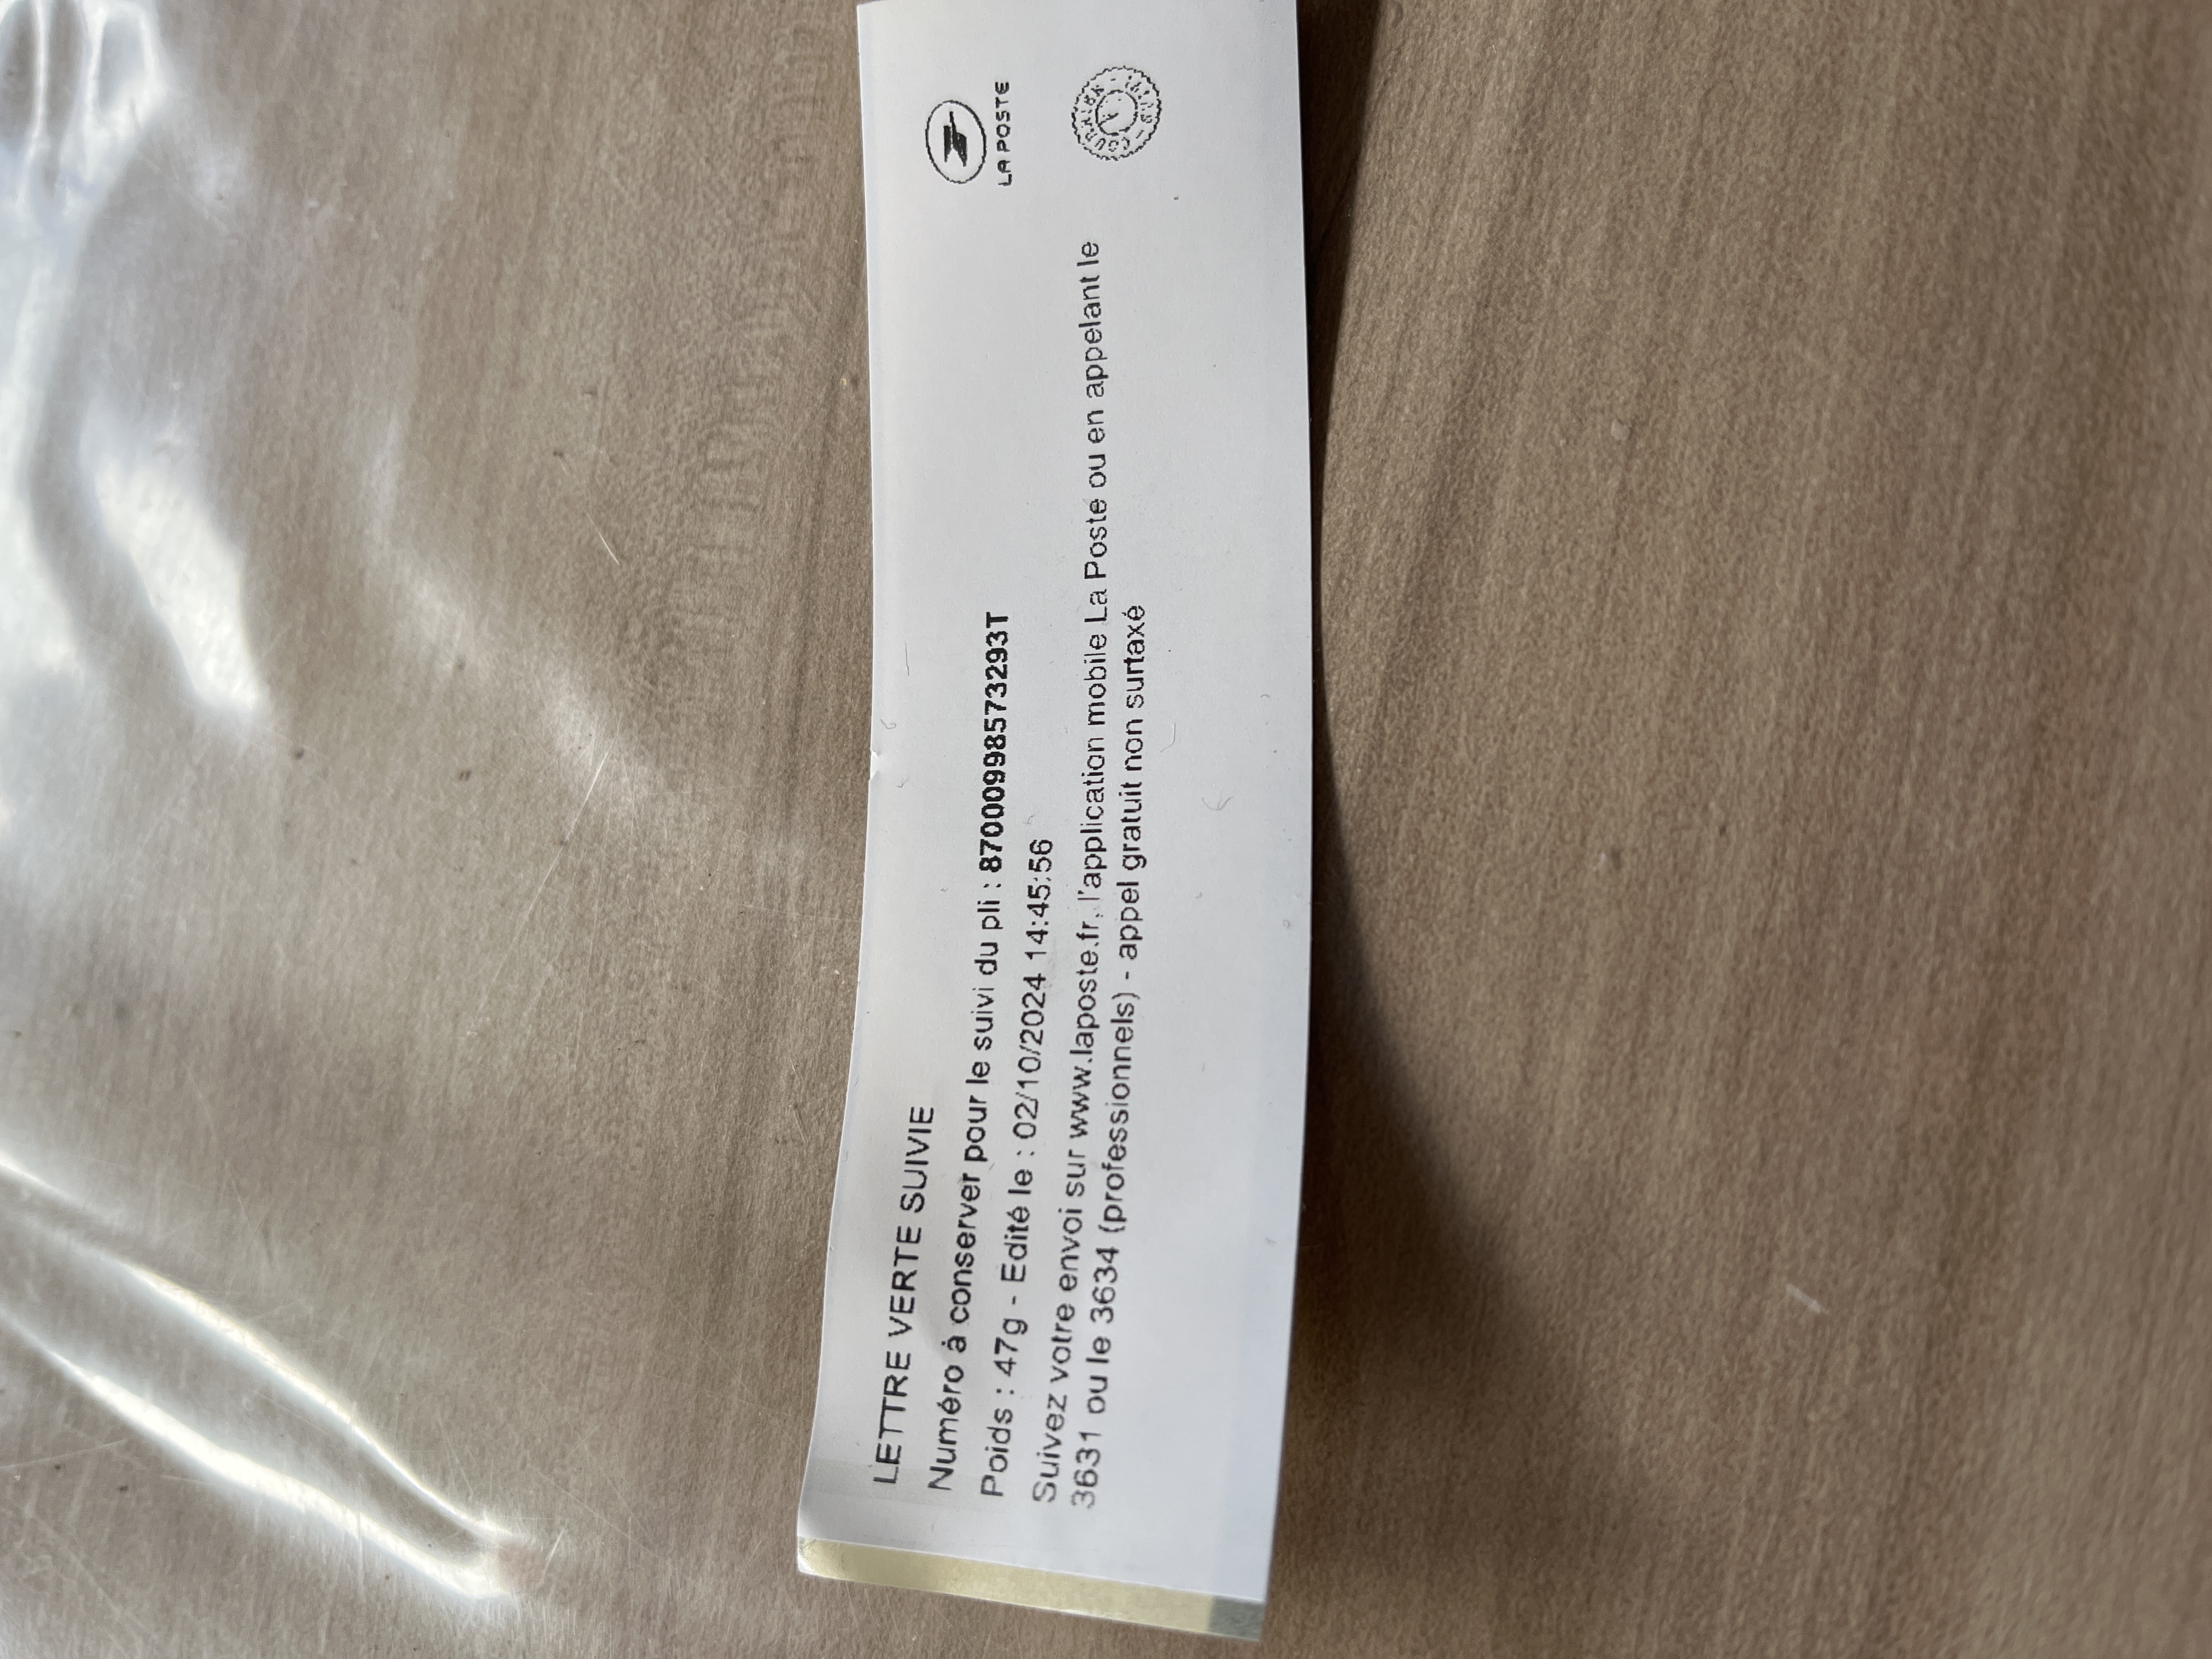 LETTRE VERTE SUIVIE
Numéro à conserver pour le suivi du pli : 87000998573293T
Poids : 47g - Edité le : 02/10/2024 14:45:56
Suivez votre envoi sur www.laposte.fr, l'application mobile La Poste ou en appelant le
3631 ou le 3634 (professionnels) - appel gratuit non surtaxé
LA POSTE